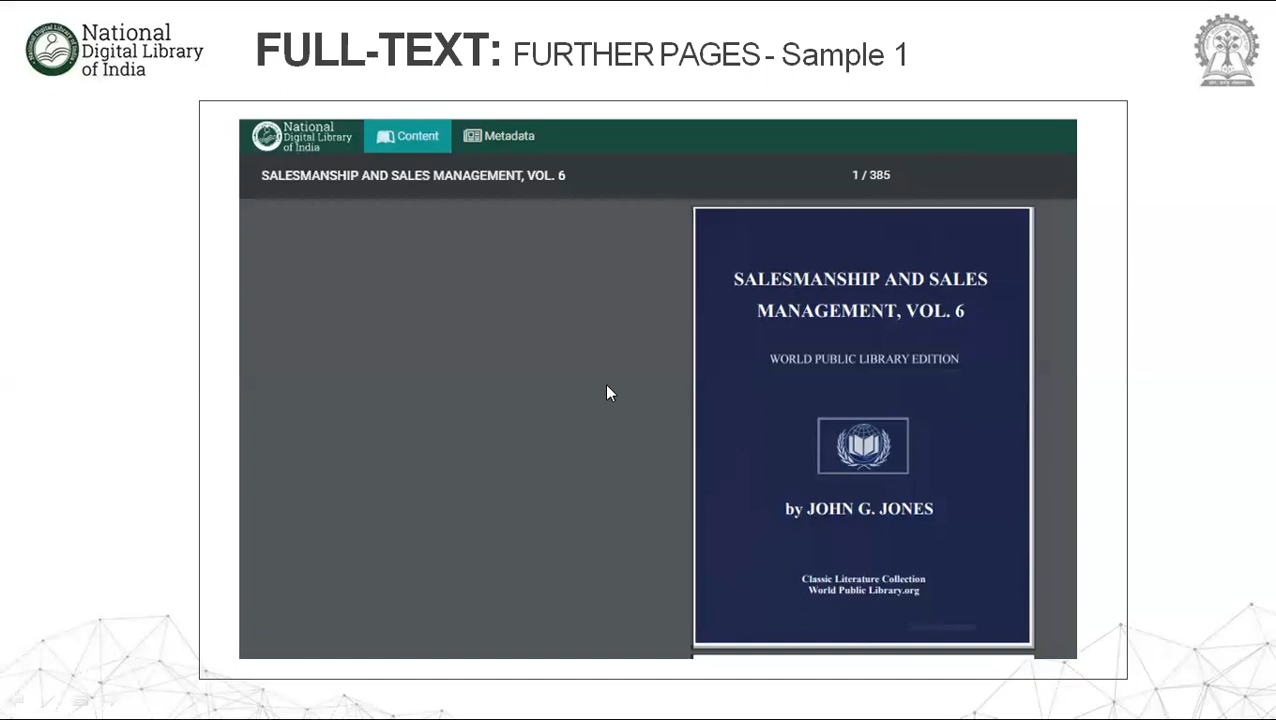 National
Digital Library
of India
FULL-TEXT: FURTHER PAGES - Sample 1
National
Digital Library
of India
Content
Metadata
SALESMANSHIP AND SALES MANAGEMENT, VOL. 6
1 / 385
SALESMANSHIP AND SALES
MANAGEMENT, VOL. 6
WORLD PUBLIC LIBRARY EDITION
by JOHN G. JONES
Classic Literature Collection
World Public Library.org